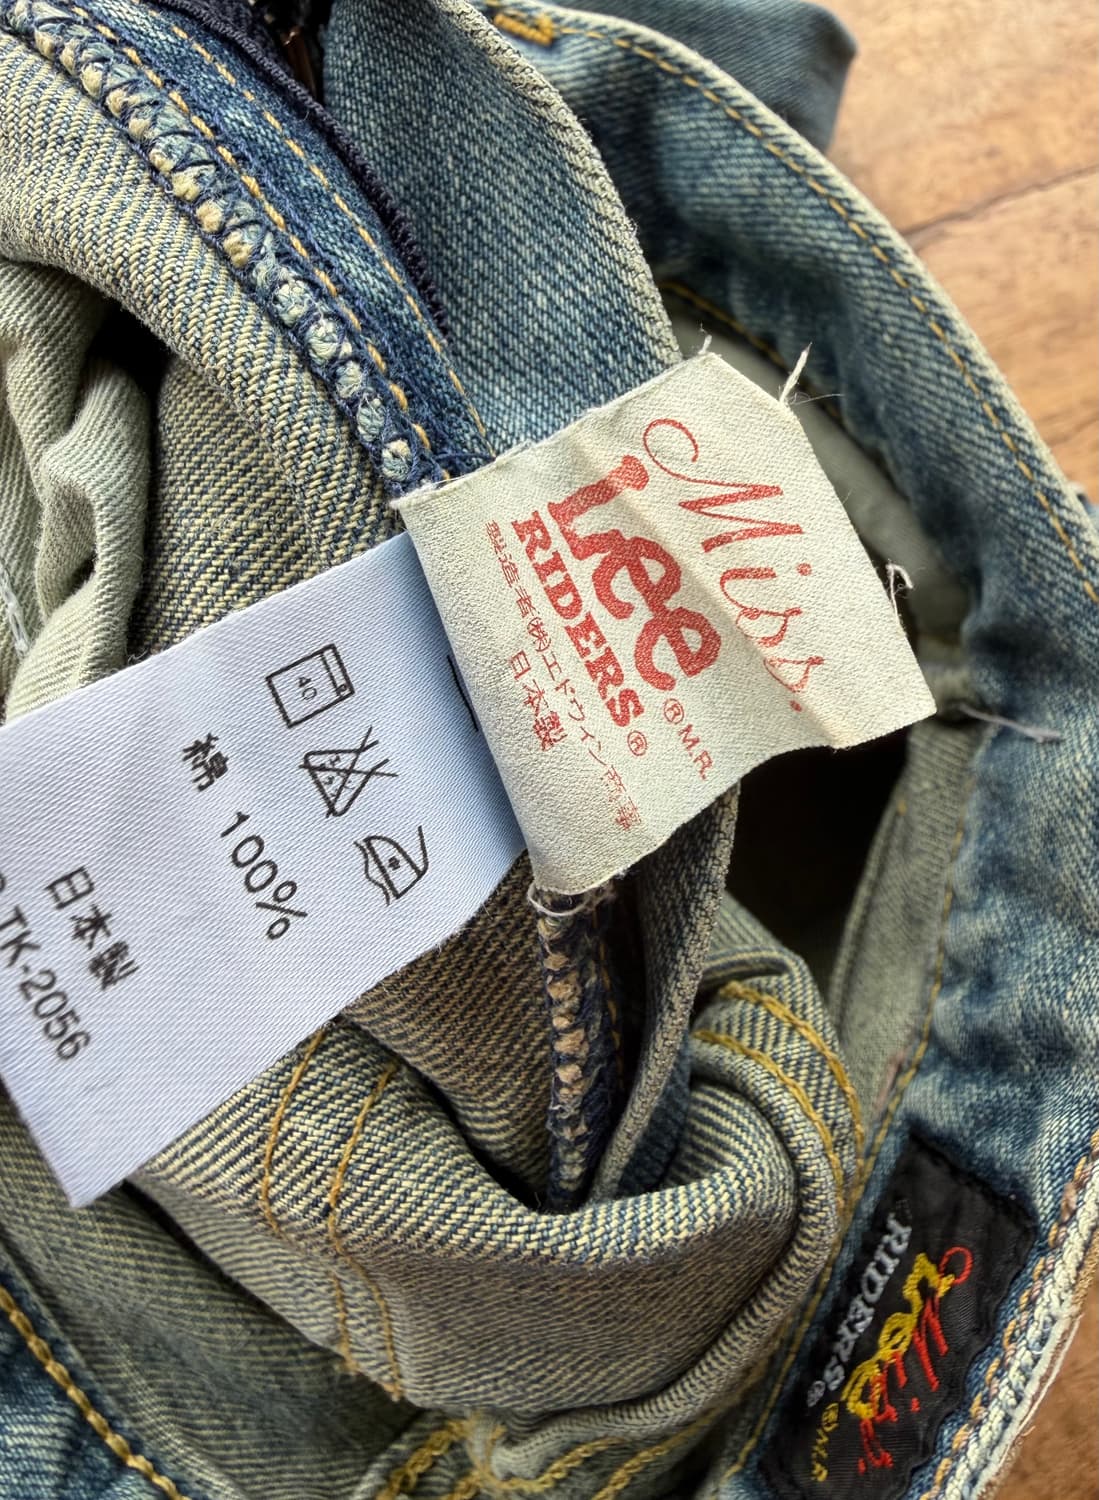 Miss.
Lee ® M.R.
RIDERS ®
製造者(株)エドウイン商事
日本製
40
綿 100%
日本製
TK-2056
Miss
Lee ® M.R
RIDERS ®